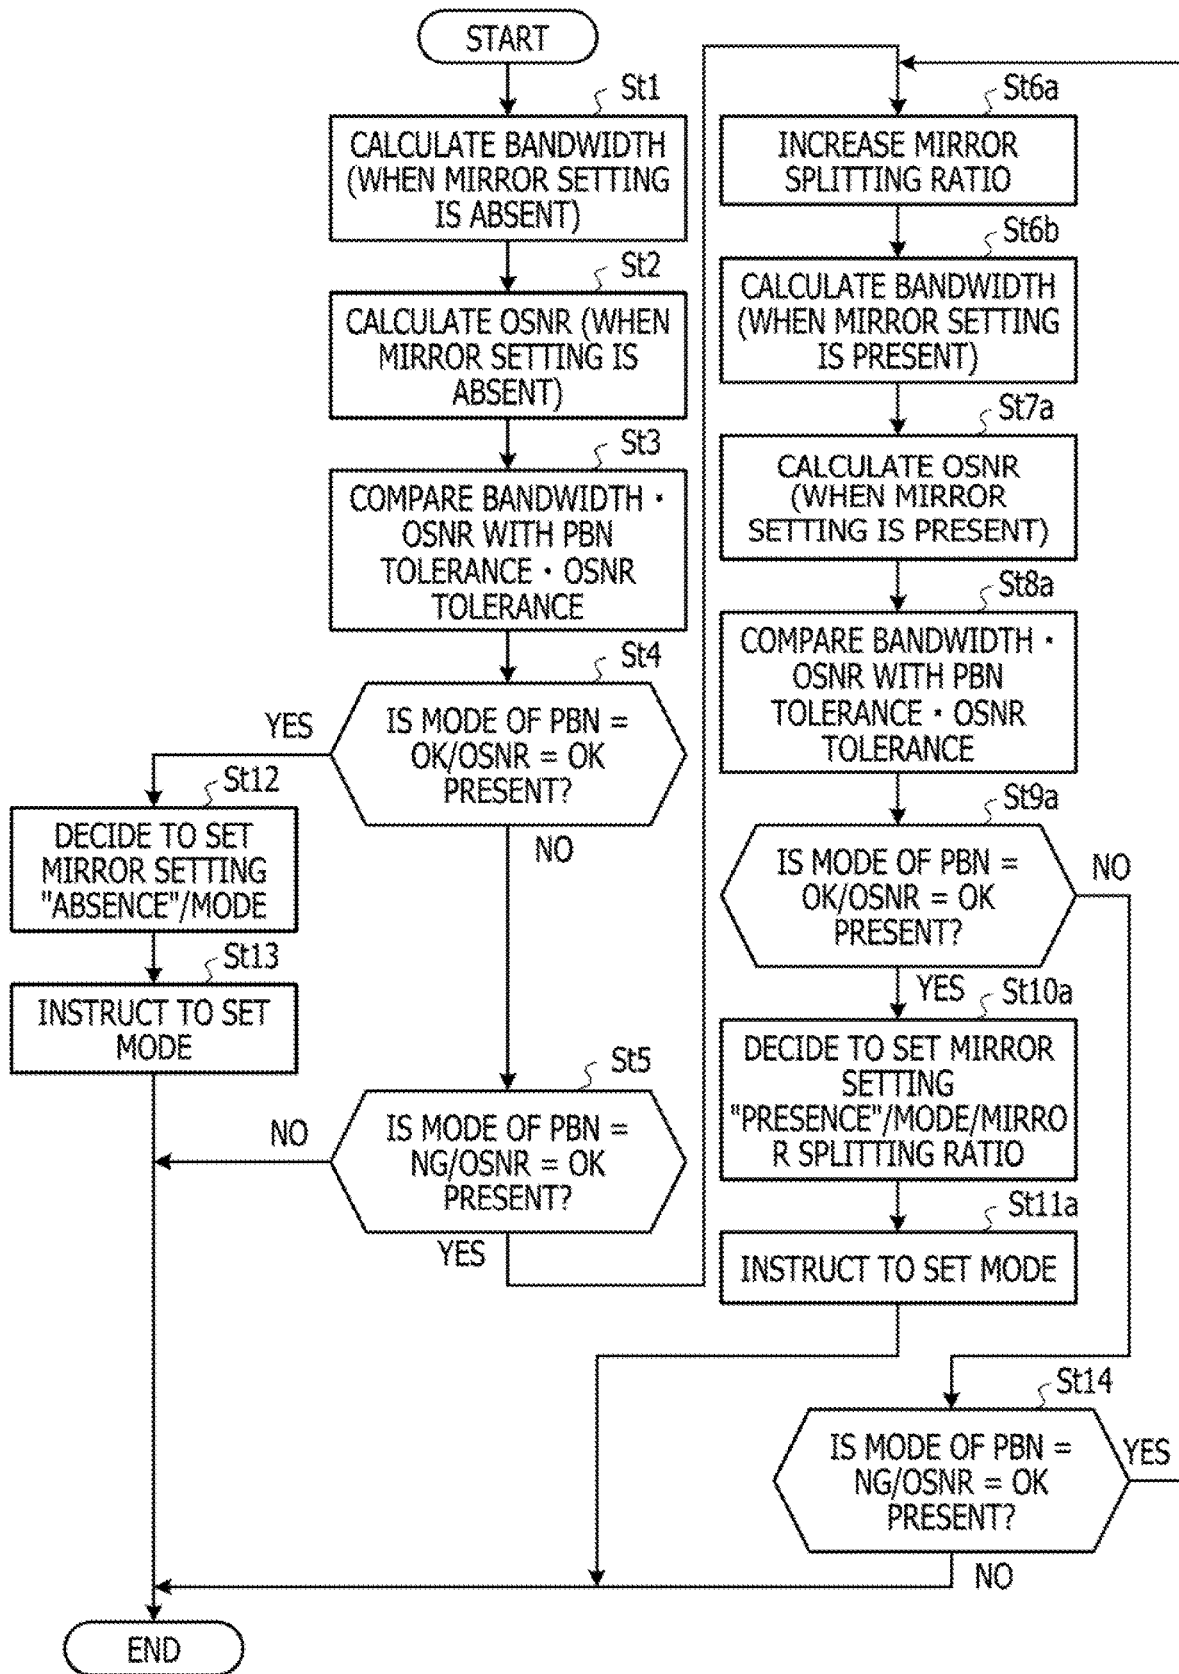 START
St1
CALCULATE BANDWIDTH
(WHEN MIRROR SETTING
IS ABSENT)
St2
CALCULATE OSNR (WHEN
MIRROR SETTING IS
ABSENT)
St3
COMPARE BANDWIDTH ·
OSNR WITH PBN
TOLERANCE · OSNR
TOLERANCE
St4
IS MODE OF PBN =
OK/OSNR = OK
PRESENT?
YES
NO
St12
DECIDE TO SET
MIRROR SETTING
"ABSENCE"/MODE
St13
INSTRUCT TO SET
MODE
St5
IS MODE OF PBN =
NG/OSNR = OK
PRESENT?
NO
YES
St6a
INCREASE MIRROR
SPLITTING RATIO
St6b
CALCULATE BANDWIDTH
(WHEN MIRROR SETTING
IS PRESENT)
St7a
CALCULATE OSNR
(WHEN MIRROR
SETTING IS PRESENT)
St8a
COMPARE BANDWIDTH ·
OSNR WITH PBN
TOLERANCE · OSNR
TOLERANCE
St9a
IS MODE OF PBN =
OK/OSNR = OK
PRESENT?
NO
YES
St10a
DECIDE TO SET MIRROR
SETTING
"PRESENCE"/MODE/MIRRO
R SPLITTING RATIO
St11a
INSTRUCT TO SET MODE
St14
IS MODE OF PBN =
NG/OSNR = OK
PRESENT?
YES
NO
END